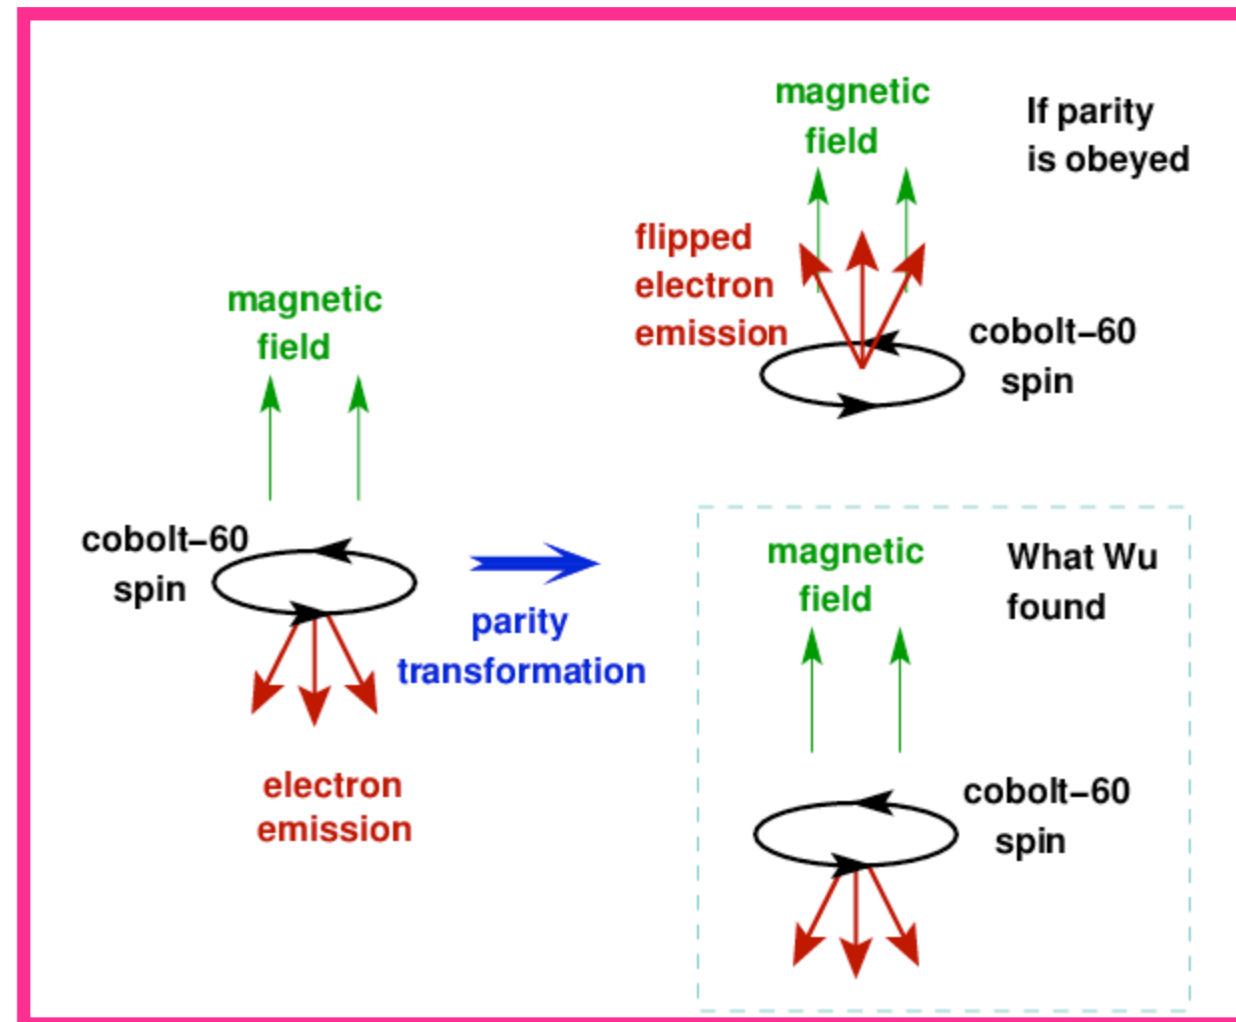 magnetic
field
cobolt–60
spin
electron
emission
parity
transformation
magnetic
field
If parity
is obeyed
flipped
electron
emission
cobolt–60
spin
magnetic
field
What Wu
found
cobolt–60
spin